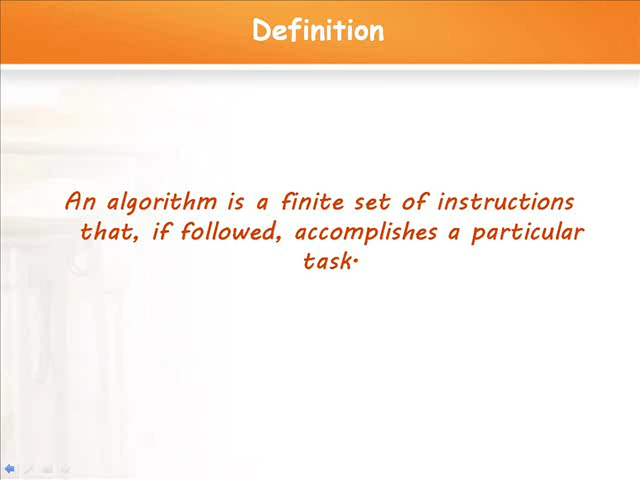 Definition
An algorithm is a finite set of instructions
that, if followed, accomplishes a particular
task.